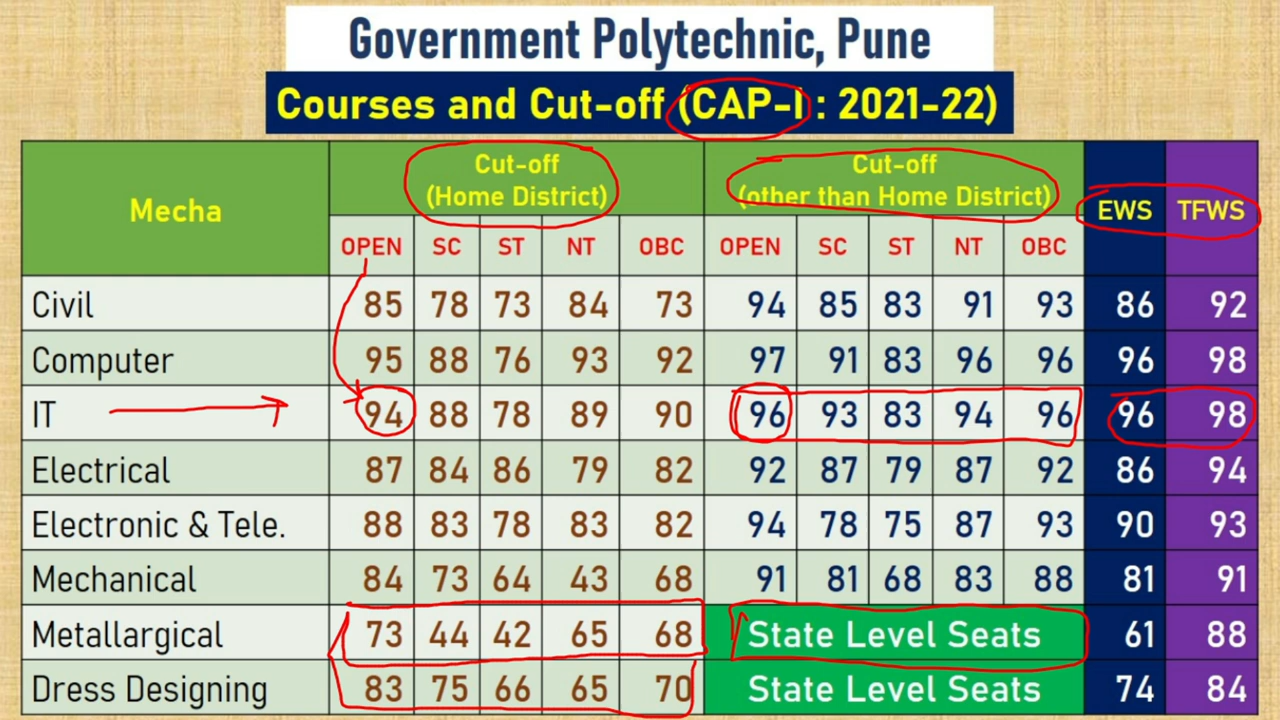 Government Polytechnic, Pune
Courses and Cut-off (CAP-I : 2021-22)
Mecha
Cut-off
(Home District)
Cut-off
(other than Home District)
EWS TFWS
OPEN SC ST NT OBC OPEN SC ST NT OBC
Civil 85 78 73 84 73 94 85 83 91 93 86 92
Computer 95 88 76 93 92 97 91 83 96 96 96 98
IT 94 88 78 89 90 96 93 83 94 96 96 98
Electrical 87 84 86 79 82 92 87 79 87 92 86 94
Electronic & Tele. 88 83 78 83 82 94 78 75 87 93 90 93
Mechanical 84 73 64 43 68 91 81 68 83 88 81 91
Metallargical 73 44 42 65 68 State Level Seats 61 88
Dress Designing 83 75 66 65 70 State Level Seats 74 84